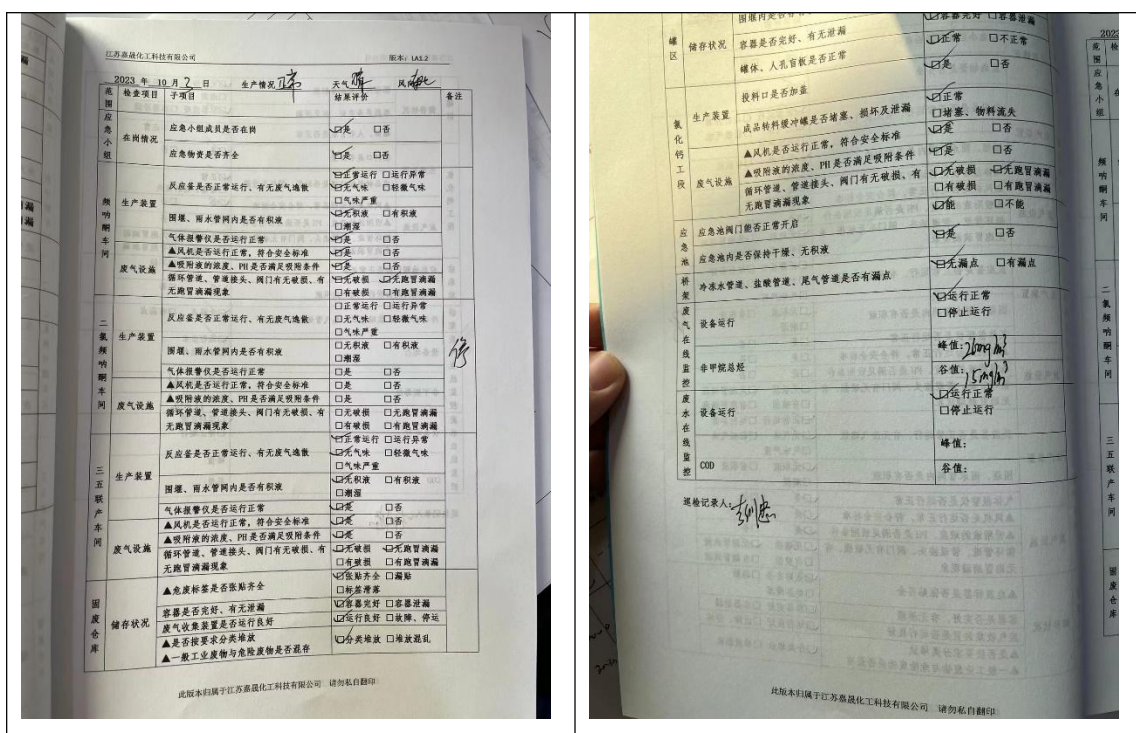 江苏嘉晟化工科技有限公司 版本：LA1.2
2023 年 10 月 3 日 生产情况 正常 天气 晴 风向
范围 检查项目 子项目 结果评价 备注
应急小组 在岗情况 应急小组成员是否在岗 是 否
应急物资是否齐全 是 否
频呐酮车间 生产装置 反应釜是否正常运行、有无废气逸散 正常运行 运行异常
无气味 轻微气味
气味严重
围堰、雨水管网内是否有积液 无积液 有积液
潮湿
气体报警仪是否运行正常 是 否
废气设施 ▲风机是否运行正常，符合安全标准 是 否
▲吸附液的浓度、PH是否满足吸附条件 是 否
循环管道、管道接头、阀门有无破损、有 无破损 无跑冒滴漏
无跑冒滴漏现象 有破损 有跑冒滴漏
二氯频呐酮车间 生产装置 反应釜是否正常运行、有无废气逸散 正常运行 运行异常
无气味 轻微气味
气味严重
围堰、雨水管网内是否有积液 无积液 有积液
潮湿
停
气体报警仪是否运行正常 是 否
废气设施 ▲风机是否运行正常，符合安全标准 是 否
▲吸附液的浓度、PH是否满足吸附条件 是 否
循环管道、管道接头、阀门有无破损、有 无破损 无跑冒滴漏
无跑冒滴漏现象 有破损 有跑冒滴漏
三五联产车间 生产装置 反应釜是否正常运行、有无废气逸散 正常运行 运行异常
无气味 轻微气味
气味严重
围堰、雨水管网内是否有积液 无积液 有积液
潮湿
气体报警仪是否运行正常 是 否
废气设施 ▲风机是否运行正常，符合安全标准 是 否
▲吸附液的浓度、PH是否满足吸附条件 是 否
循环管道、管道接头、阀门有无破损、有 无破损 无跑冒滴漏
无跑冒滴漏现象 有破损 有跑冒滴漏
固废仓库 储存状况 ▲危废标签是否张贴齐全 张贴齐全 漏贴
标签滑落
容器是否完好、有无泄漏 容器完好 容器泄漏
废气收集装置是否运行良好 运行良好 故障、停运
▲是否按要求分类堆放 分类堆放 堆放混乱
▲一般工业废物与危险废物是否混存
此版本归属于江苏嘉晟化工科技有限公司 请勿私自翻印
罐区 储存状况 容器是否完好、有无泄漏 容器完好 容器泄漏
罐体、人孔盲板是否正常 正常 不正常
氯化钙工段 生产装置 投料口是否加盖 是 否
成品转料缓冲罐是否堵塞、损坏及泄漏 正常
堵塞、物料流失
废气设施 ▲风机是否运行正常，符合安全标准 是 否
▲吸附液的浓度、PH是否满足吸附条件 是 否
循环管道、管道接头、阀门有无破损、有 无破损 无跑冒滴漏
无跑冒滴漏现象 有破损 有跑冒滴漏
应急池 应急池阀门能否正常开启 能 不能
应急池内是否保持干燥、无积液 是 否
桥架 冷冻水管道、盐酸管道、尾气管道是否有漏点 无漏点 有漏点
废气在线监控 设备运行 运行正常
停止运行
非甲烷总烃 峰值：26mg/m³
谷值：15mg/m³
废水在线监控 设备运行 运行正常
停止运行
COD 峰值：
谷值：
巡检记录人：
此版本归属于江苏嘉晟化工科技有限公司 请勿私自翻印